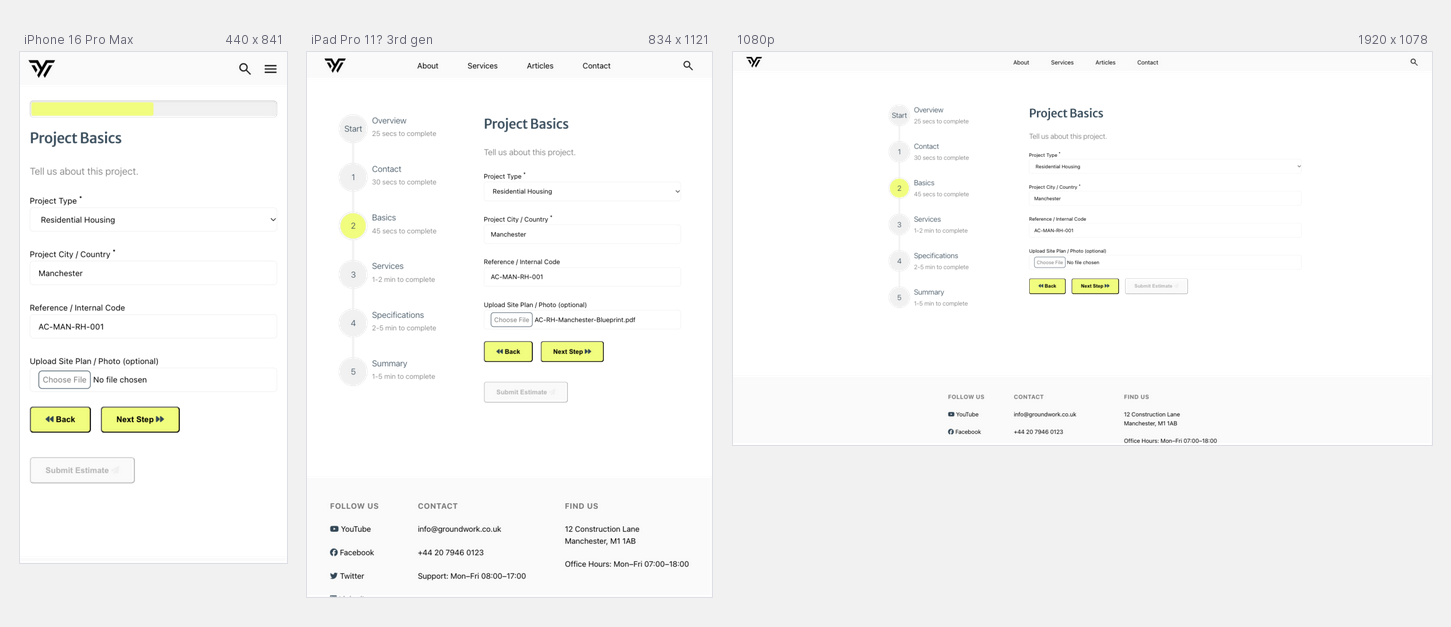 iPhone 16 Pro Max 440 x 841
Project Basics
Tell us about this project.
Project Type *
Residential Housing
Project City / Country *
Manchester
Reference / Internal Code
AC-MAN-RH-001
Upload Site Plan / Photo (optional)
Choose File No file chosen
Back Next Step
Submit Estimate
iPad Pro 11? 3rd gen 834 x 1121
About Services Articles Contact
Start Overview
25 secs to complete
1 Contact
30 secs to complete
2 Basics
45 secs to complete
3 Services
1-2 min to complete
4 Specifications
2-5 min to complete
5 Summary
1-5 min to complete
Project Basics
Tell us about this project.
Project Type *
Residential Housing
Project City / Country *
Manchester
Reference / Internal Code
AC-MAN-RH-001
Upload Site Plan / Photo (optional)
Choose File AC-RH-Manchester-Blueprint.pdf
Back Next Step
Submit Estimate
FOLLOW US
YouTube
Facebook
Twitter
CONTACT
info@groundwork.co.uk
+44 20 7946 0123
Support: Mon–Fri 08:00–17:00
FIND US
12 Construction Lane
Manchester, M1 1AB
Office Hours: Mon–Fri 07:00–18:00
1080p 1920 x 1078
About Services Articles Contact
Start Overview
25 secs to complete
1 Contact
30 secs to complete
2 Basics
45 secs to complete
3 Services
1-2 min to complete
4 Specifications
2-5 min to complete
5 Summary
1-5 min to complete
Project Basics
Tell us about this project.
Project Type *
Residential Housing
Project City / Country *
Manchester
Reference / Internal Code
AC-MAN-RH-001
Upload Site Plan / Photo (optional)
Choose File No file chosen
Back Next Step Submit Estimate
FOLLOW US
YouTube
Facebook
CONTACT
info@groundwork.co.uk
+44 20 7946 0123
FIND US
12 Construction Lane
Manchester, M1 1AB
Office Hours: Mon–Fri 07:00–18:00